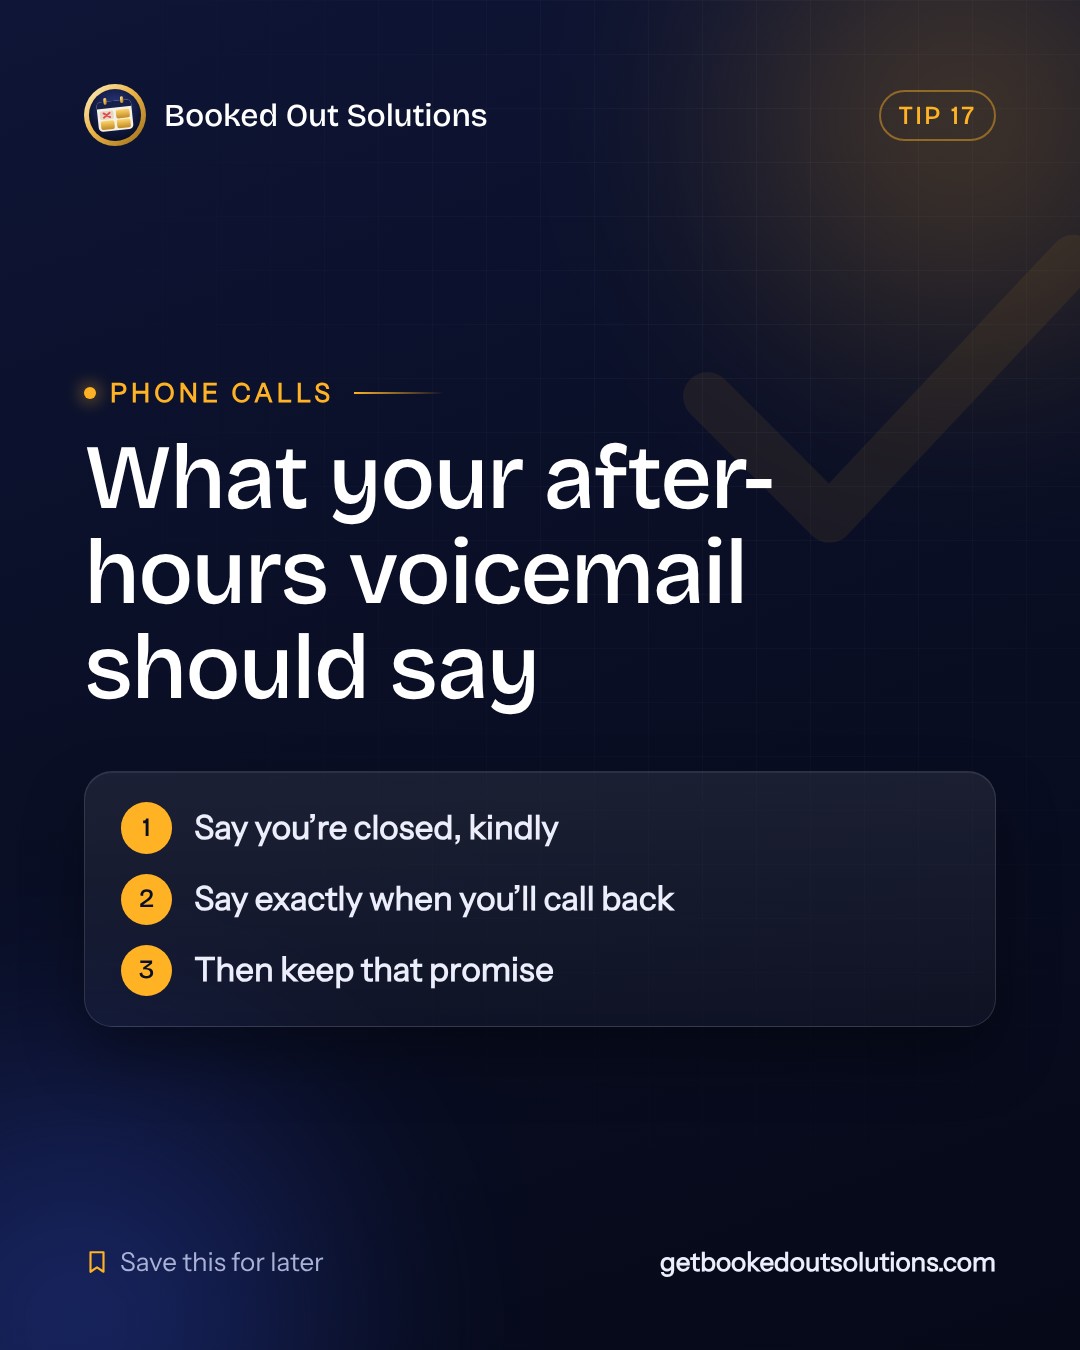 Booked Out Solutions
TIP 17
PHONE CALLS
What your after-
hours voicemail
should say
1 Say you’re closed, kindly
2 Say exactly when you’ll call back
3 Then keep that promise
Save this for later
getbookedoutsolutions.com